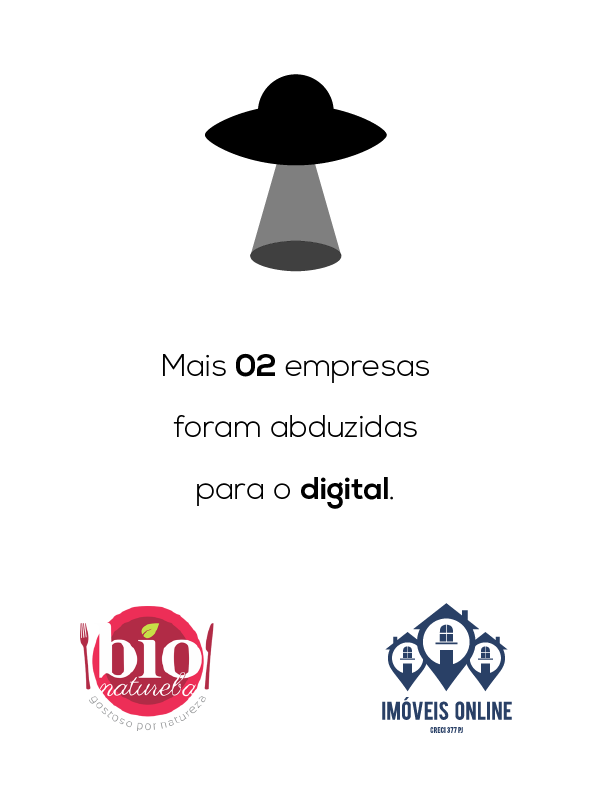 Mais 02 empresas
foram abduzidas
para o digital.
bio
natureba
gostoso por natureza
IMÓVEIS ONLINE
CRECI 377 PJ